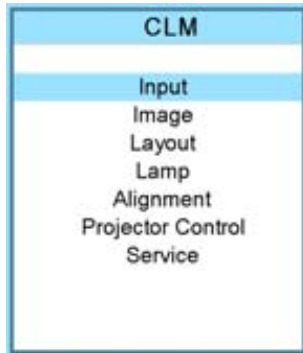 CLM
Input
Image
Layout
Lamp
Alignment
Projector Control
Service